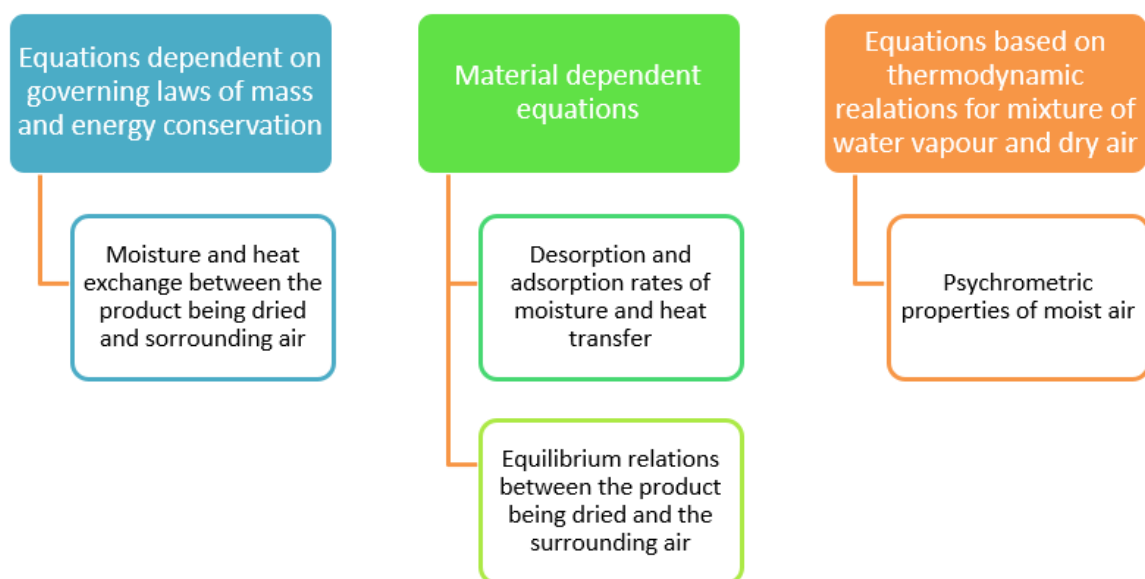 Equations dependent on
governing laws of mass
and energy conservation
Moisture and heat
exchange between the
product being dried
and sorrounding air
Material dependent
equations
Desorption and
adsorption rates of
moisture and heat
transfer
Equilibrium relations
between the product
being dried and the
surrounding air
Equations based on
thermodynamic
realations for mixture of
water vapour and dry air
Psychrometric
properties of moist air